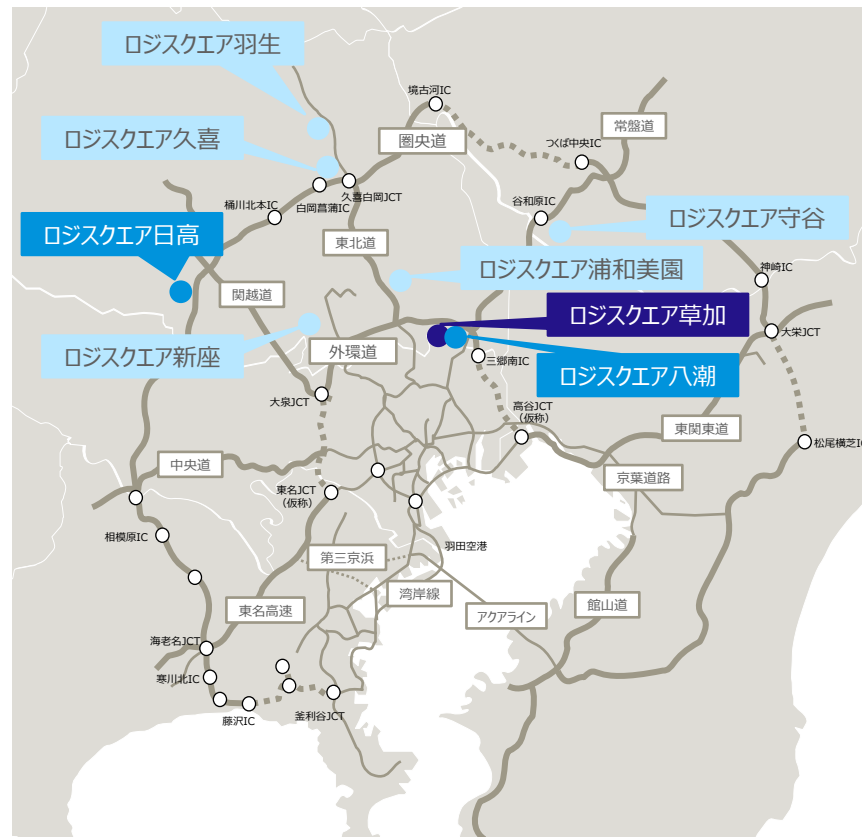 ロジスクエア羽生
境古河IC
常盤道
ロジスクエア久喜
圏央道
つくば中央IC
久喜白岡JCT
白岡菖蒲IC
桶川北本IC
谷和原IC
ロジスクエア守谷
ロジスクエア日高
東北道
ロジスクエア浦和美園
神崎IC
関越道
ロジスクエア草加
大栄JCT
ロジスクエア新座
外環道
三郷南IC
ロジスクエア八潮
大泉JCT
高谷JCT
(仮称)
東関東道
松尾横芝IC
中央道
京葉道路
東名JCT
(仮称)
相模原IC
羽田空港
第三京浜
湾岸線
館山道
東名高速
アクアライン
海老名JCT
寒川北IC
藤沢IC
釜利谷JCT